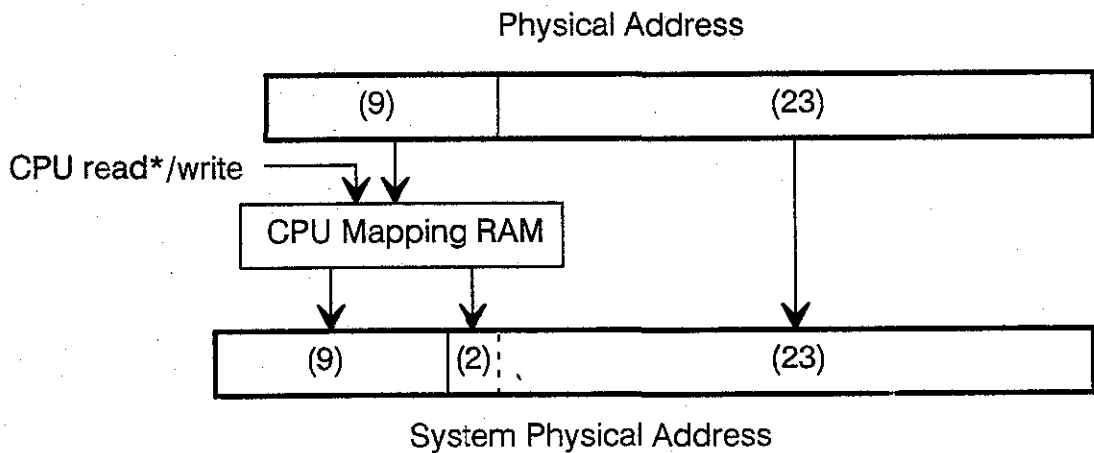 Physical Address
(9) (23)
CPU read*/write
CPU Mapping RAM
(9) (2) (23)
System Physical Address